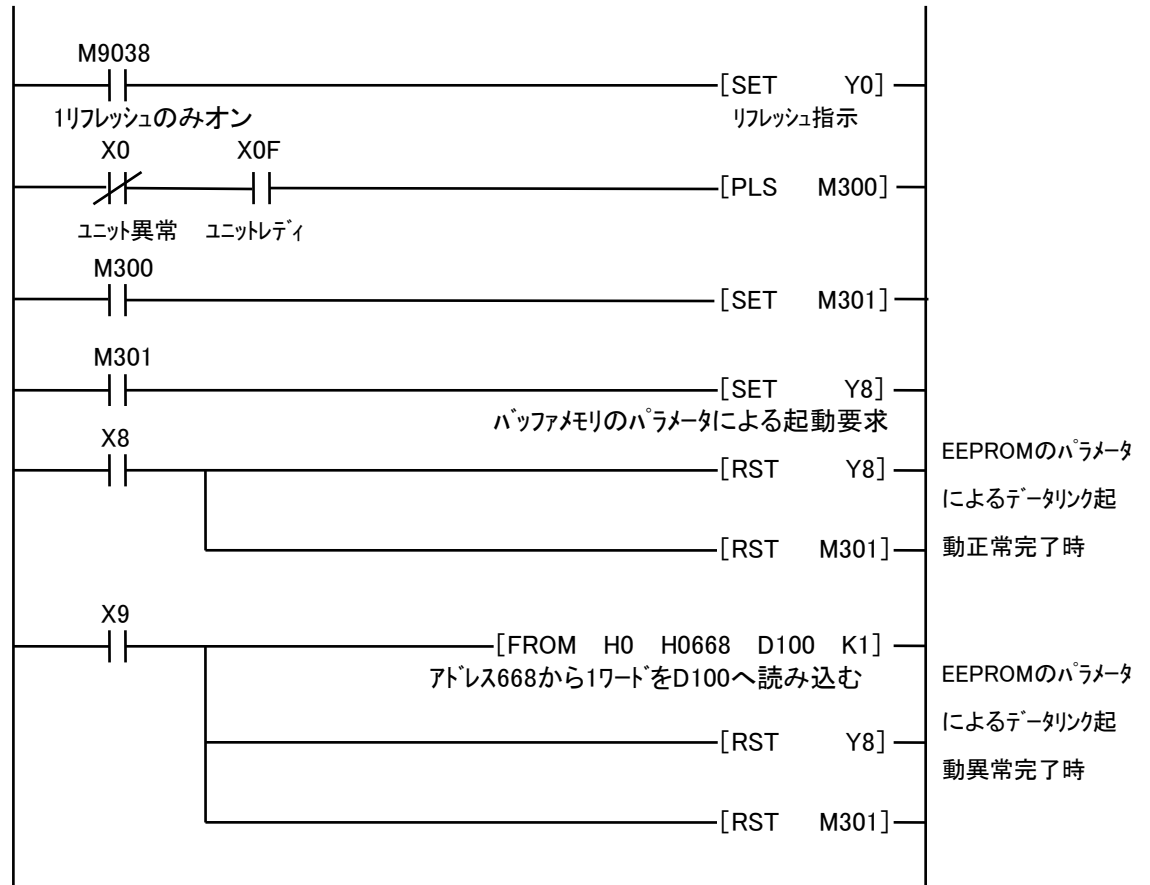 M9038
[SET Y0]
1リフレッシュのみオン
リフレッシュ指示
X0 X0F
[PLS M300]
ユニット異常 ユニットレディ
M300
[SET M301]
M301
[SET Y8]
バッファメモリのパラメータによる起動要求
X8
[RST Y8]
[RST M301]
EEPROMのパラメータ
によるデータリンク起
動正常完了時
X9
[FROM H0 H0668 D100 K1]
アドレス668から1ワードをD100へ読み込む
[RST Y8]
[RST M301]
EEPROMのパラメータ
によるデータリンク起
動異常完了時